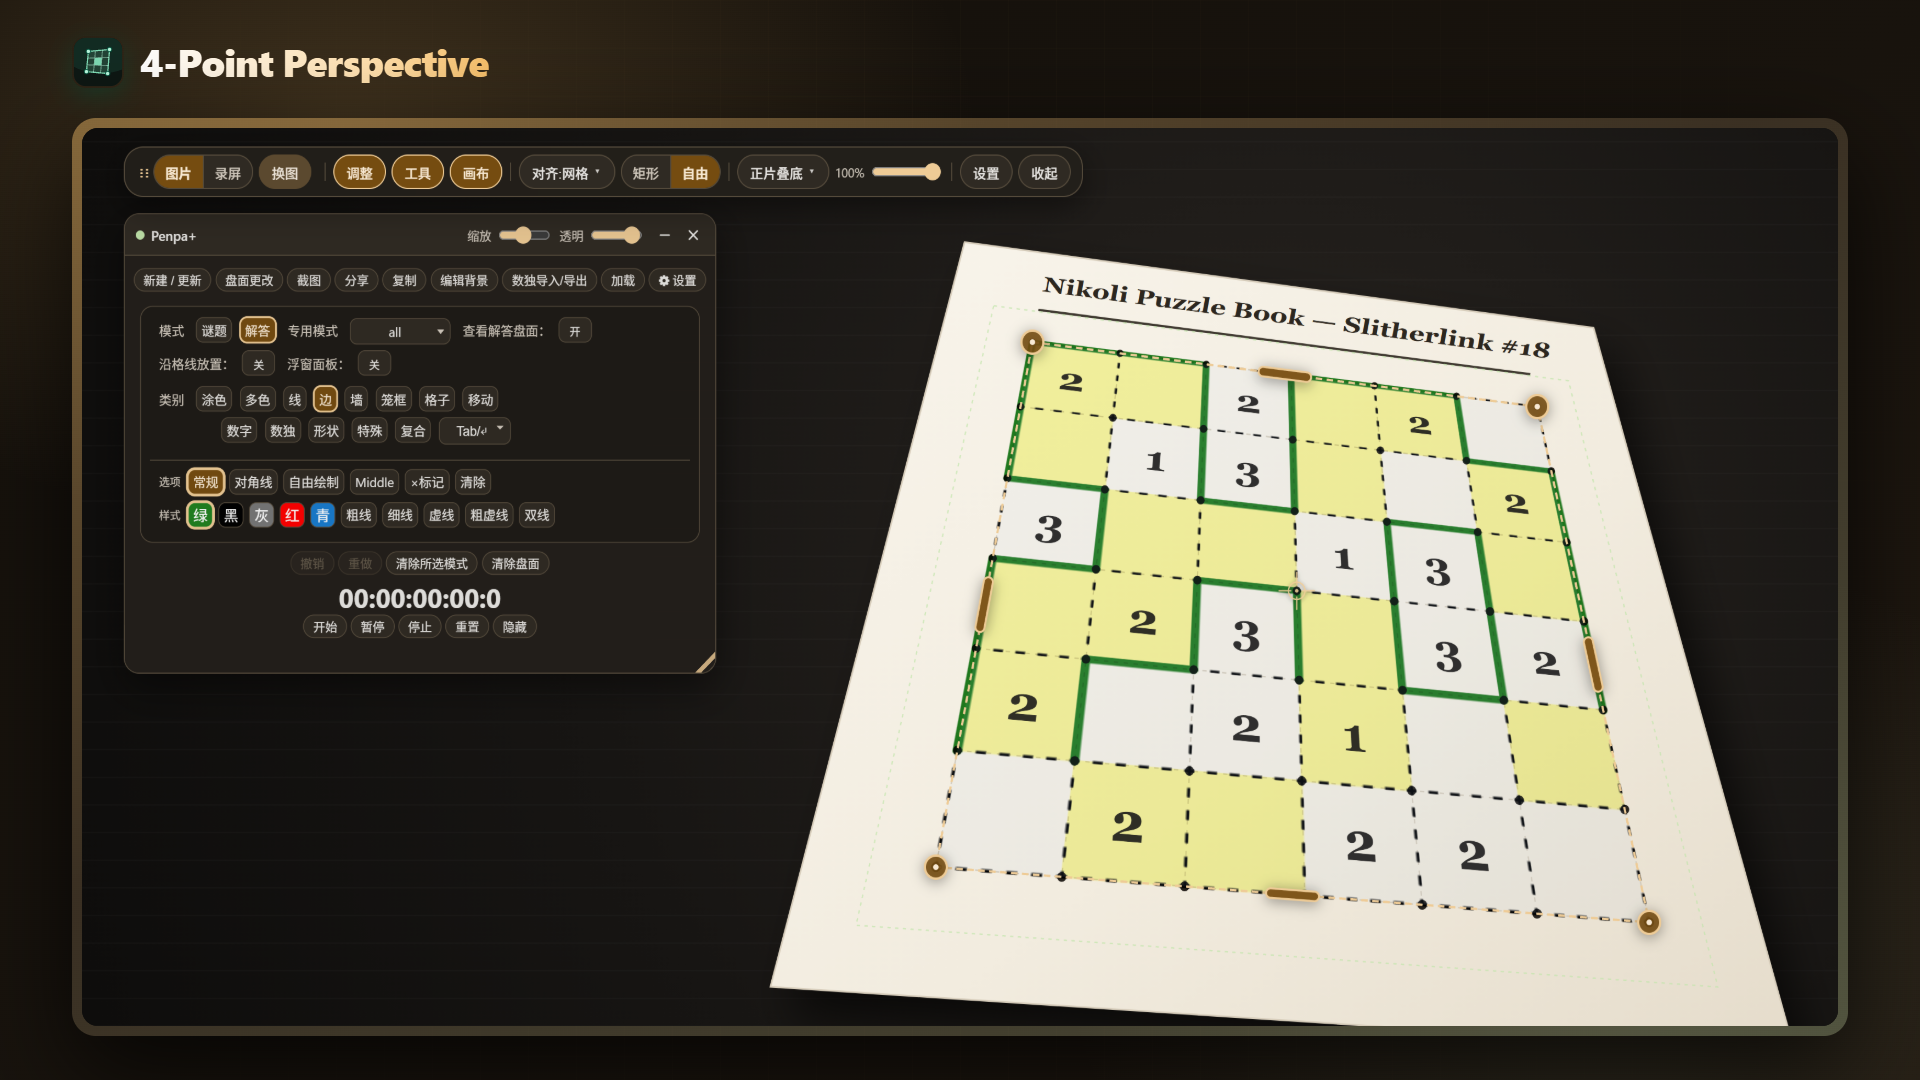 4-Point Perspective
图片 录屏 换图 调整 工具 画布 对齐:网格 矩形 自由 正片叠底 100% 设置 收起
Penpa+ 缩放 透明
新建 / 更新 盘面更改 截图 分享 复制 编辑背景 数独导入/导出 加载 设置
模式 谜题 解答 专用模式 all 查看解答盘面: 开
沿格线放置: 关 浮窗面板: 关
类别 涂色 多色 线 边 墙 笼框 格子 移动
数字 数独 形状 特殊 复合 Tab/↵
选项 常规 对角线 自由绘制 Middle ×标记 清除
样式 绿 黑 灰 红 青 粗线 细线 虚线 粗虚线 双线
撤销 重做 清除所选模式 清除盘面
00:00:00:00:0
开始 暂停 停止 重置 隐藏
Nikoli Puzzle Book — Slitherlink #18
2 2 2
1 3 2
3 1 3
2 3 3 2
2 2 1
2 2 2